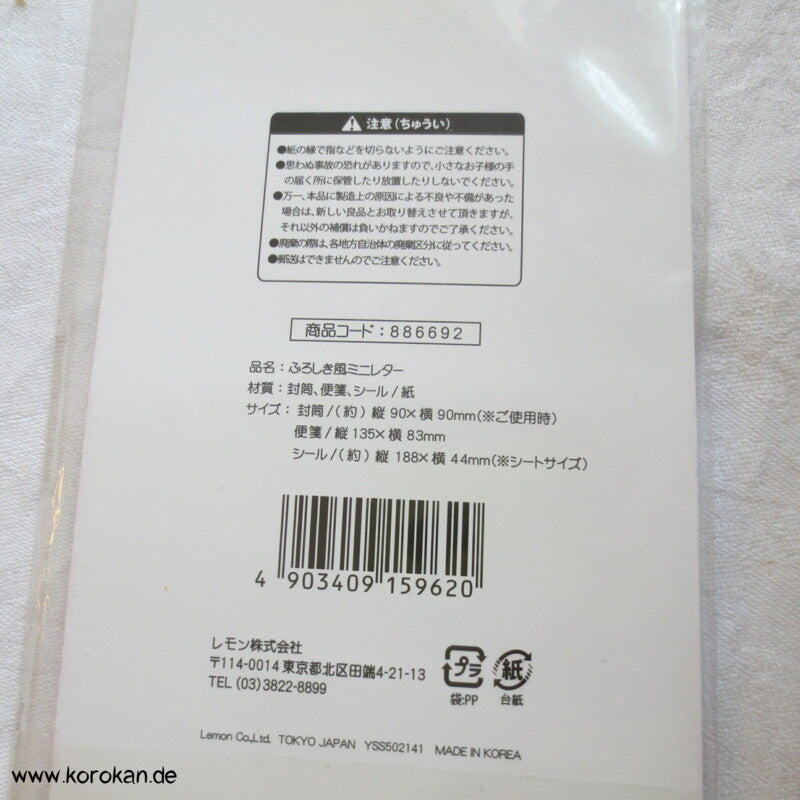 注意(ちゅうい)
●紙の縁で指などを切らないようにご注意ください。
●思わぬ事故の恐れがありますので、小さなお子様の手
の届く所に保管したり放置したりしないでください。
●万一、本品に製造上の原因による不良や不備があった
場合は、新しい良品とお取り替えさせて頂きますが、
それ以外の補償は負いかねますのでご了承ください。
●廃棄の際は、各地方自治体の廃棄区分に従ってください。
●郵送はできませんのでご注意ください。
商品コード:886692
品名:ふろしき風ミニレター
材質:封筒、便箋、シール/紙
サイズ:封筒/(約)縦 90×横 90mm(※ご使用時)
便箋/縦 135×横 83mm
シール/(約)縦 188×横 44mm(※シートサイズ)
4 903409 159620
レモン株式会社
〒114-0014 東京都北区田端4-21-13
TEL (03)3822-8899
プラ
袋:PP
紙
台紙
Lemon Co.,Ltd. TOKYO JAPAN YSS502141 MADE IN KOREA
www.korokan.de